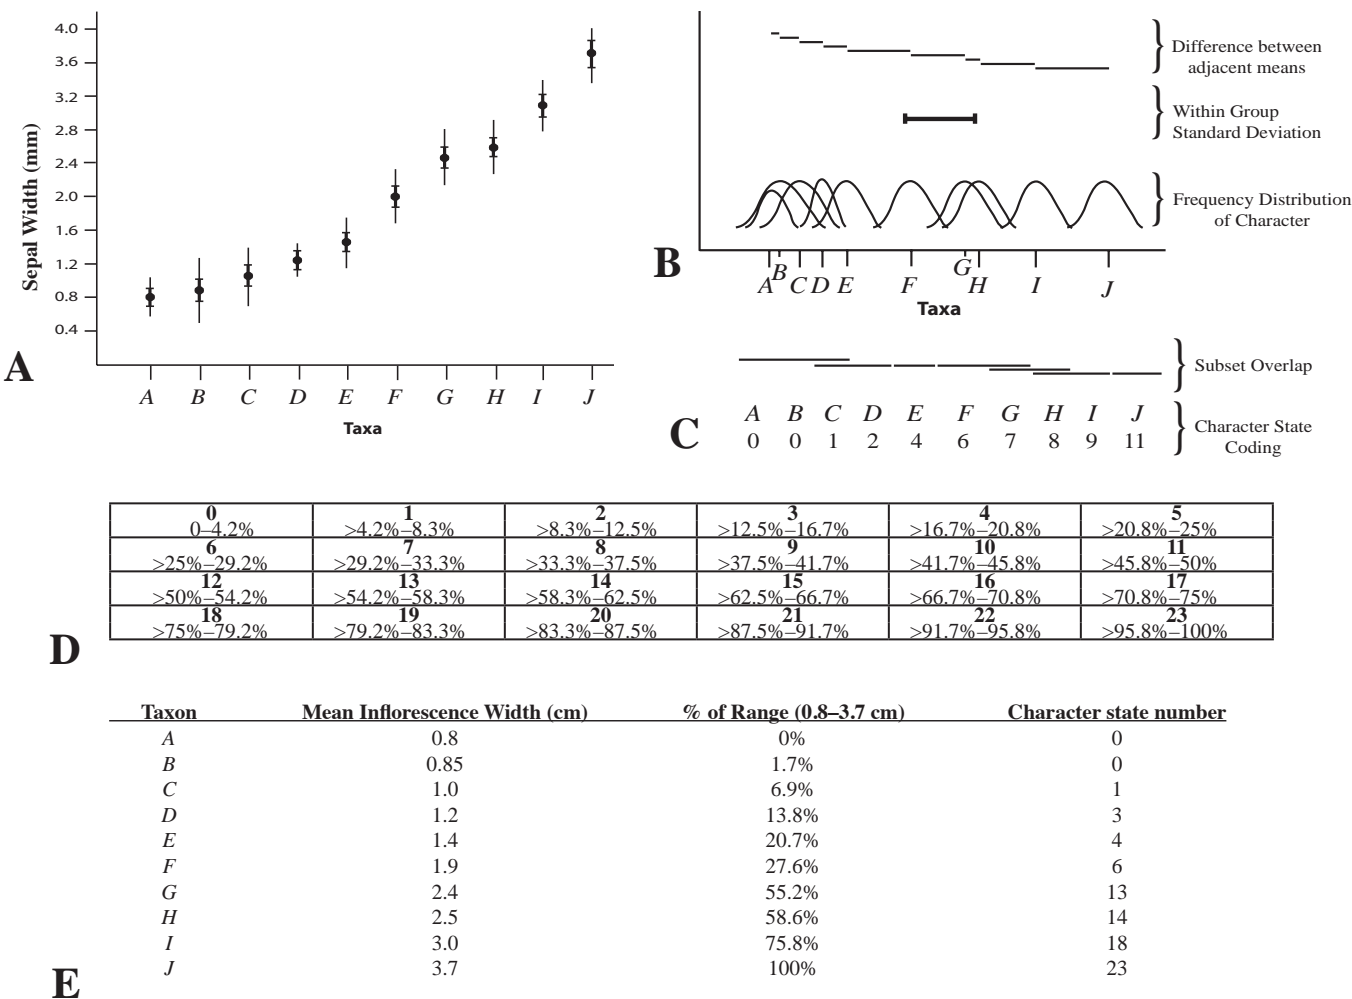 4.0
3.6
3.2
2.8
2.4
2.0
1.6
1.2
0.8
0.4
Sepal Width (mm)
A B C D E F G H I J
Taxa
A
Difference between
adjacent means
Within Group
Standard Deviation
Frequency Distribution
of Character
B
A B C D E F G H I J
Taxa
Subset Overlap
C
A B C D E F G H I J
0 0 1 2 4 6 7 8 9 11
Character State
Coding
0 1 2 3 4 5
0–4.2% >4.2%–8.3% >8.3%–12.5% >12.5%–16.7% >16.7%–20.8% >20.8%–25%
6 7 8 9 10 11
>25%–29.2% >29.2%–33.3% >33.3%–37.5% >37.5%–41.7% >41.7%–45.8% >45.8%–50%
12 13 14 15 16 17
>50%–54.2% >54.2%–58.3% >58.3%–62.5% >62.5%–66.7% >66.7%–70.8% >70.8%–75%
18 19 20 21 22 23
>75%–79.2% >79.2%–83.3% >83.3%–87.5% >87.5%–91.7% >91.7%–95.8% >95.8%–100%
D
Taxon Mean Inflorescence Width (cm) % of Range (0.8–3.7 cm) Character state number
A 0.8 0% 0
B 0.85 1.7% 0
C 1.0 6.9% 1
D 1.2 13.8% 3
E 1.4 20.7% 4
F 1.9 27.6% 6
G 2.4 55.2% 13
H 2.5 58.6% 14
I 3.0 75.8% 18
J 3.7 100% 23
E